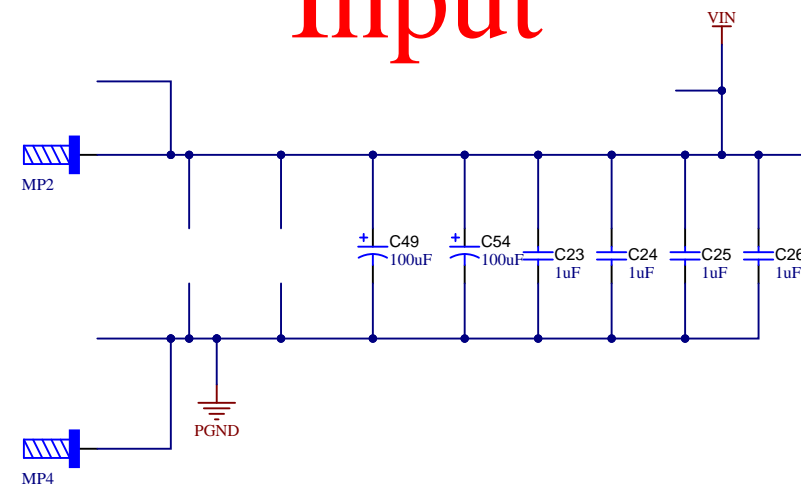 Input
VIN
MP2
+ C49
100uF
+ C54
100uF
C23
1uF
C24
1uF
C25
1uF
C26
1uF
PGND
MP4